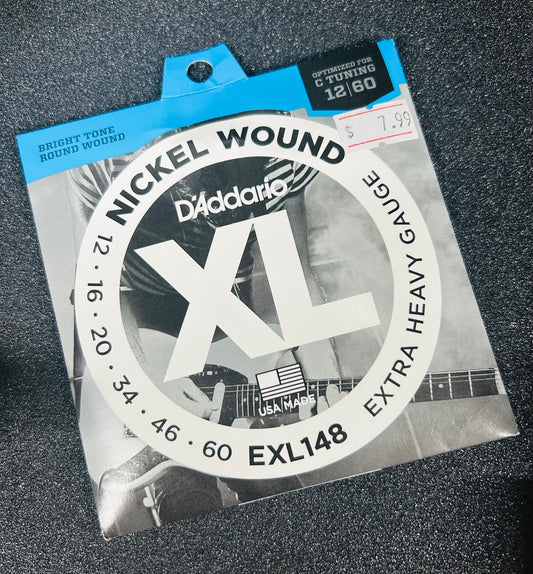 OPTIMIZED FOR
C TUNING
12|60
$ 7.99
BRIGHT TONE
ROUND WOUND
NICKEL WOUND
D'Addario
XL
USA MADE
12 · 16 · 20 · 34 · 46 · 60
EXL148
EXTRA HEAVY GAUGE